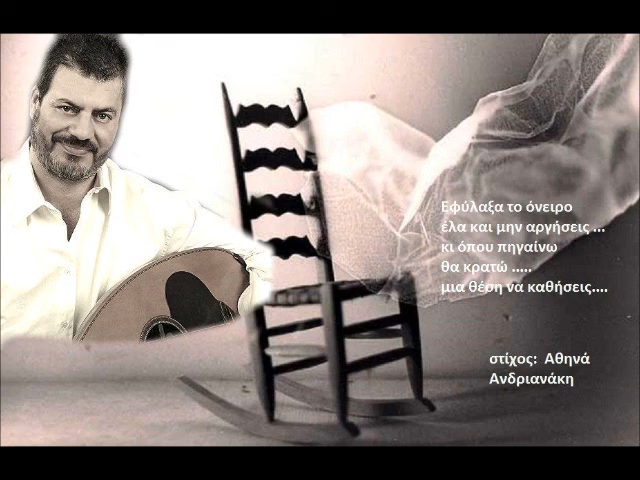 Εφύλαξα το όνειρο
έλα και μην αργήσεις ...
κι όπου πηγαίνω
θα κρατώ .....
μια θέση να καθήσεις....
στίχος: Αθηνά
Ανδριανάκη